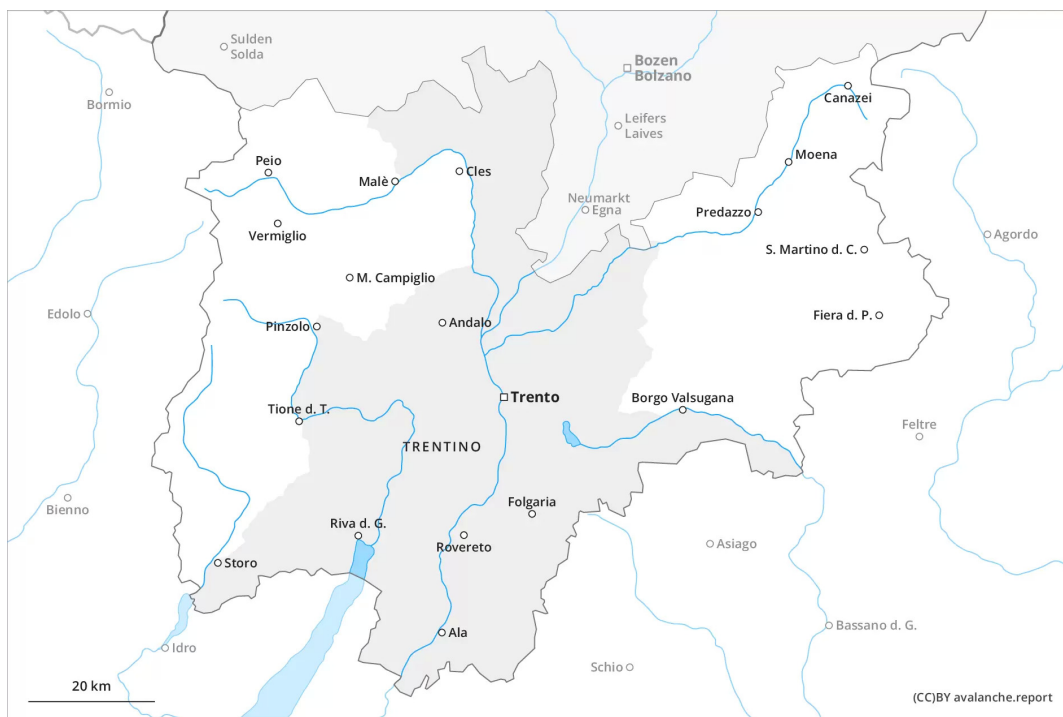 Sulden
Solda
Bozen
Bolzano
Bormio
Canazei
Leifers
Laives
Peio
Moena
Malè
Cles
Neumarkt
Egna
Predazzo
Vermiglio
Agordo
S. Martino d. C.
M. Campiglio
Edolo
Pinzolo
Andalo
Fiera d. P.
Trento
Borgo Valsugana
Tione d. T.
Feltre
TRENTINO
Bienno
Folgaria
Riva d. G.
Rovereto
Asiago
Storo
Bassano d. G.
Ala
Idro
Schio
20 km
(CC)BY avalanche.report